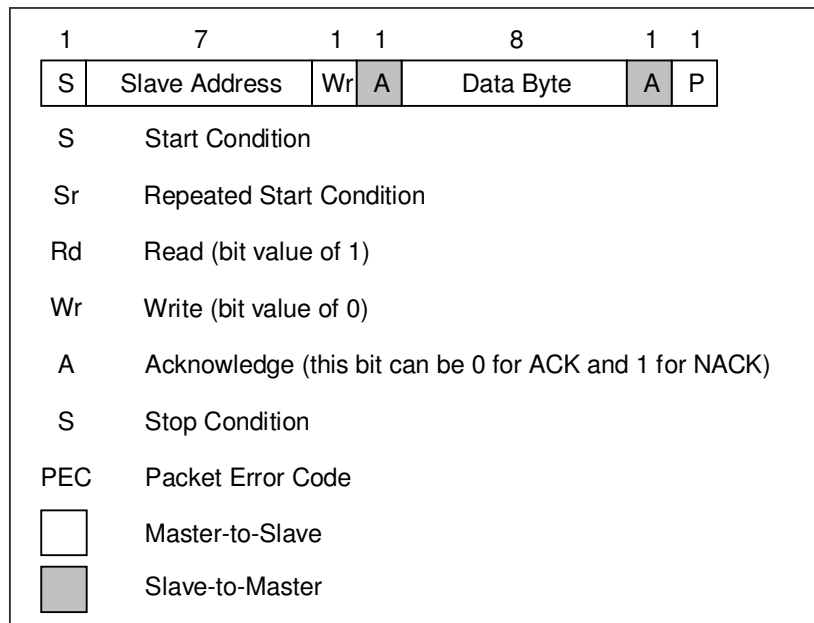 1 7 1 1 8 1 1
S Slave Address Wr A Data Byte A P
S Start Condition
Sr Repeated Start Condition
Rd Read (bit value of 1)
Wr Write (bit value of 0)
A Acknowledge (this bit can be 0 for ACK and 1 for NACK)
S Stop Condition
PEC Packet Error Code
Master-to-Slave
Slave-to-Master